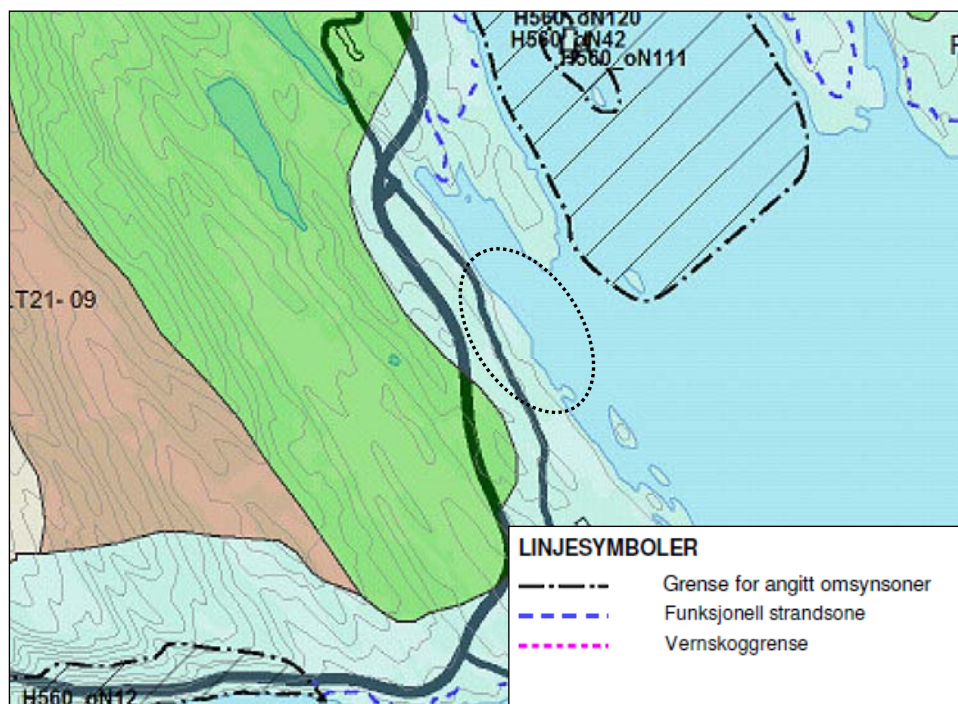 H560_oN120
H560_oN42
H560_oN111
LT21- 09
LINJESYMBOLER
Grense for angitt omsynsoner
Funksjonell strandsone
Vernskoggrense
H560_oN12